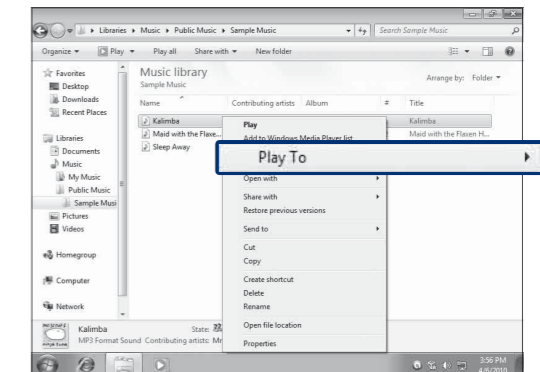 Libraries ▸ Music ▸ Public Music ▸ Sample Music
Search Sample Music
Organize Play Play all Share with New folder
Favorites
Desktop
Downloads
Recent Places
Libraries
Documents
Music
My Music
Public Music
Sample Musi
Pictures
Videos
Homegroup
Computer
Network
Music library
Sample Music
Arrange by: Folder
Name Contributing artists Album # Title
Kalimba Kalimba
Maid with the Flaxe... Maid with the Flaxen H...
Sleep Away
Play
Add to Windows Media Player list
Play To
Open with
Share with
Restore previous versions
Send to
Cut
Copy
Create shortcut
Delete
Rename
Open file location
Properties
Kalimba State:
MP3 Format Sound Contributing artists: Mr
3:56 PM
4/6/2010